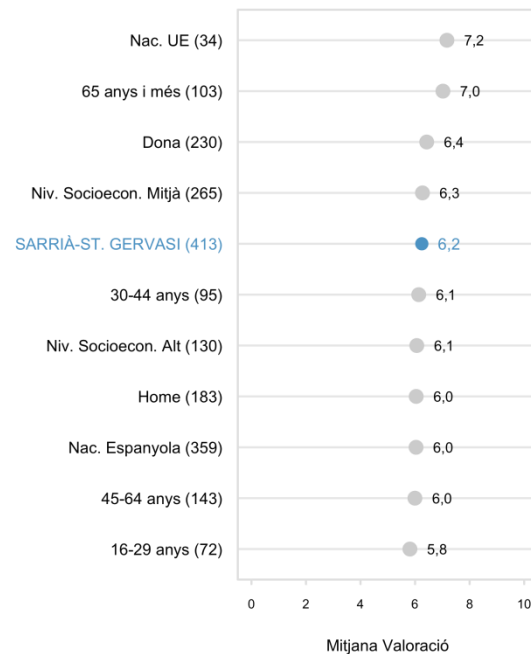 Nac. UE (34) 7,2
65 anys i més (103) 7,0
Dona (230) 6,4
Niv. Socioecon. Mitjà (265) 6,3
SARRIÀ-ST. GERVASI (413) 6,2
30-44 anys (95) 6,1
Niv. Socioecon. Alt (130) 6,1
Home (183) 6,0
Nac. Espanyola (359) 6,0
45-64 anys (143) 6,0
16-29 anys (72) 5,8
0 2 4 6 8 10
Mitjana Valoració